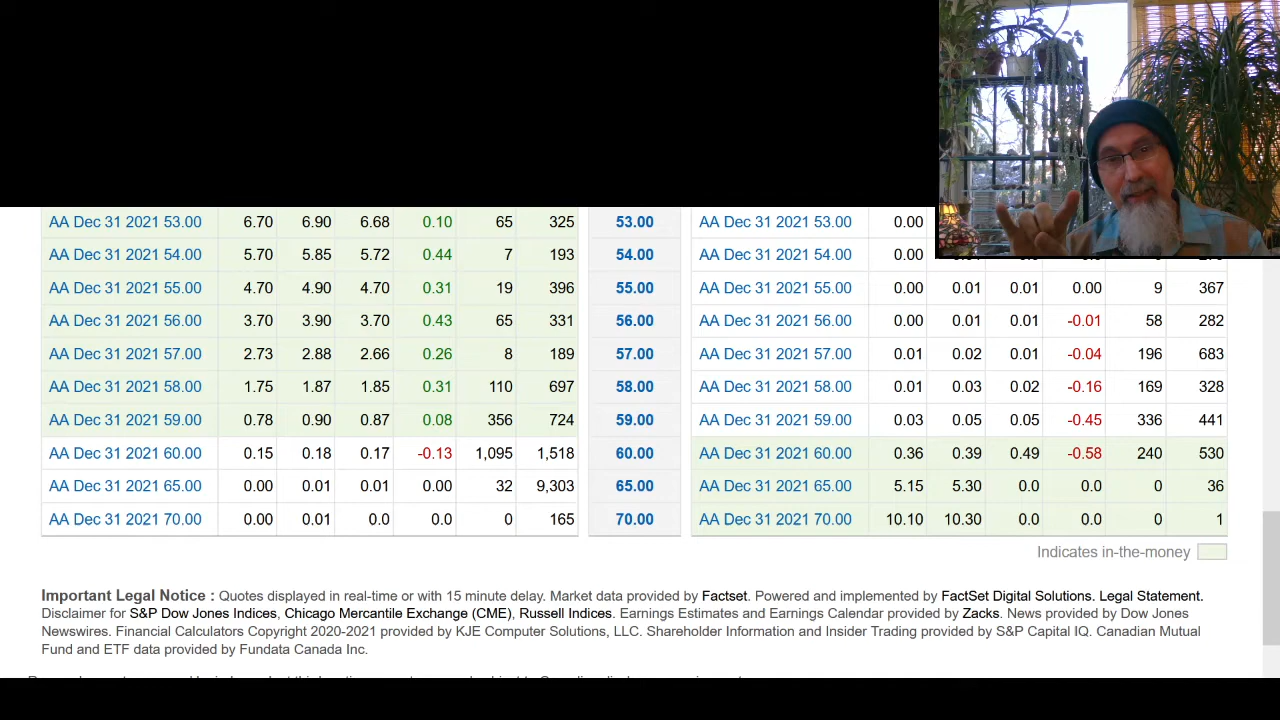 AA Dec 31 2021 53.00 6.70 6.90 6.68 0.10 65 325 53.00 AA Dec 31 2021 53.00 0.00
AA Dec 31 2021 54.00 5.70 5.85 5.72 0.44 7 193 54.00 AA Dec 31 2021 54.00 0.00
AA Dec 31 2021 55.00 4.70 4.90 4.70 0.31 19 396 55.00 AA Dec 31 2021 55.00 0.00 0.01 0.01 0.00 9 367
AA Dec 31 2021 56.00 3.70 3.90 3.70 0.43 65 331 56.00 AA Dec 31 2021 56.00 0.00 0.01 0.01 -0.01 58 282
AA Dec 31 2021 57.00 2.73 2.88 2.66 0.26 8 189 57.00 AA Dec 31 2021 57.00 0.01 0.02 0.01 -0.04 196 683
AA Dec 31 2021 58.00 1.75 1.87 1.85 0.31 110 697 58.00 AA Dec 31 2021 58.00 0.01 0.03 0.02 -0.16 169 328
AA Dec 31 2021 59.00 0.78 0.90 0.87 0.08 356 724 59.00 AA Dec 31 2021 59.00 0.03 0.05 0.05 -0.45 336 441
AA Dec 31 2021 60.00 0.15 0.18 0.17 -0.13 1,095 1,518 60.00 AA Dec 31 2021 60.00 0.36 0.39 0.49 -0.58 240 530
AA Dec 31 2021 65.00 0.00 0.01 0.01 0.00 32 9,303 65.00 AA Dec 31 2021 65.00 5.15 5.30 0.0 0.0 0 36
AA Dec 31 2021 70.00 0.00 0.01 0.0 0.0 0 165 70.00 AA Dec 31 2021 70.00 10.10 10.30 0.0 0.0 0 1
Indicates in-the-money
Important Legal Notice : Quotes displayed in real-time or with 15 minute delay. Market data provided by Factset. Powered and implemented by FactSet Digital Solutions. Legal Statement.
Disclaimer for S&P Dow Jones Indices, Chicago Mercantile Exchange (CME), Russell Indices. Earnings Estimates and Earnings Calendar provided by Zacks. News provided by Dow Jones
Newswires. Financial Calculators Copyright 2020-2021 provided by KJE Computer Solutions, LLC. Shareholder Information and Insider Trading provided by S&P Capital IQ. Canadian Mutual
Fund and ETF data provided by Fundata Canada Inc.